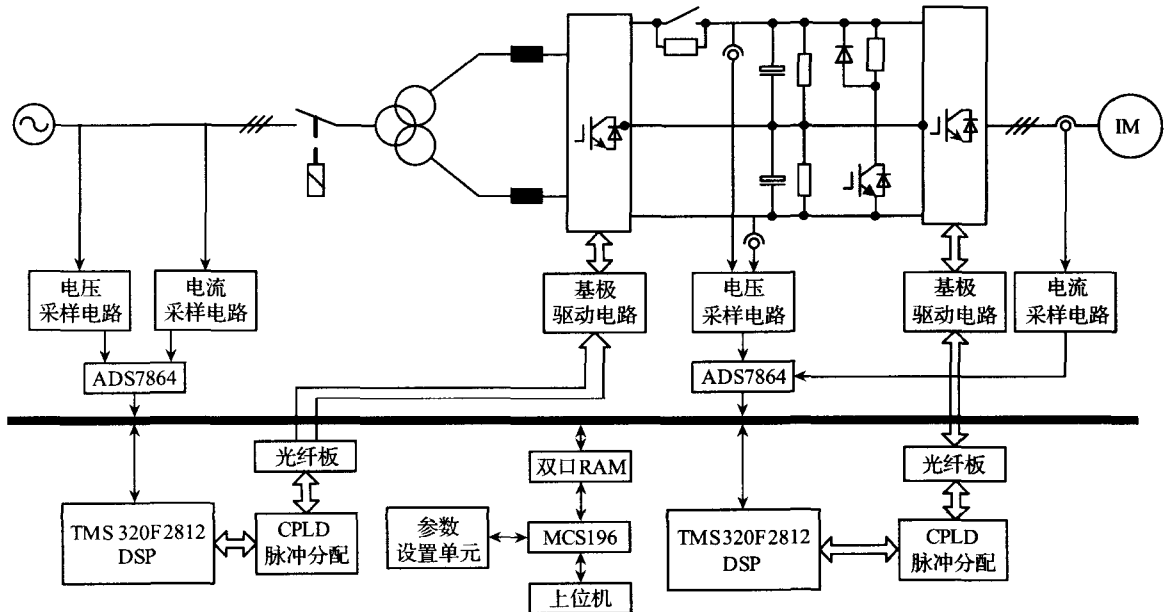 IM
电压
采样电路
电流
采样电路
基极
驱动电路
电压
采样电路
基极
驱动电路
电流
采样电路
ADS7864
ADS7864
光纤板
双口RAM
光纤板
TMS320F2812
DSP
CPLD
脉冲分配
参数
设置单元
MCS196
TMS320F2812
DSP
CPLD
脉冲分配
上位机